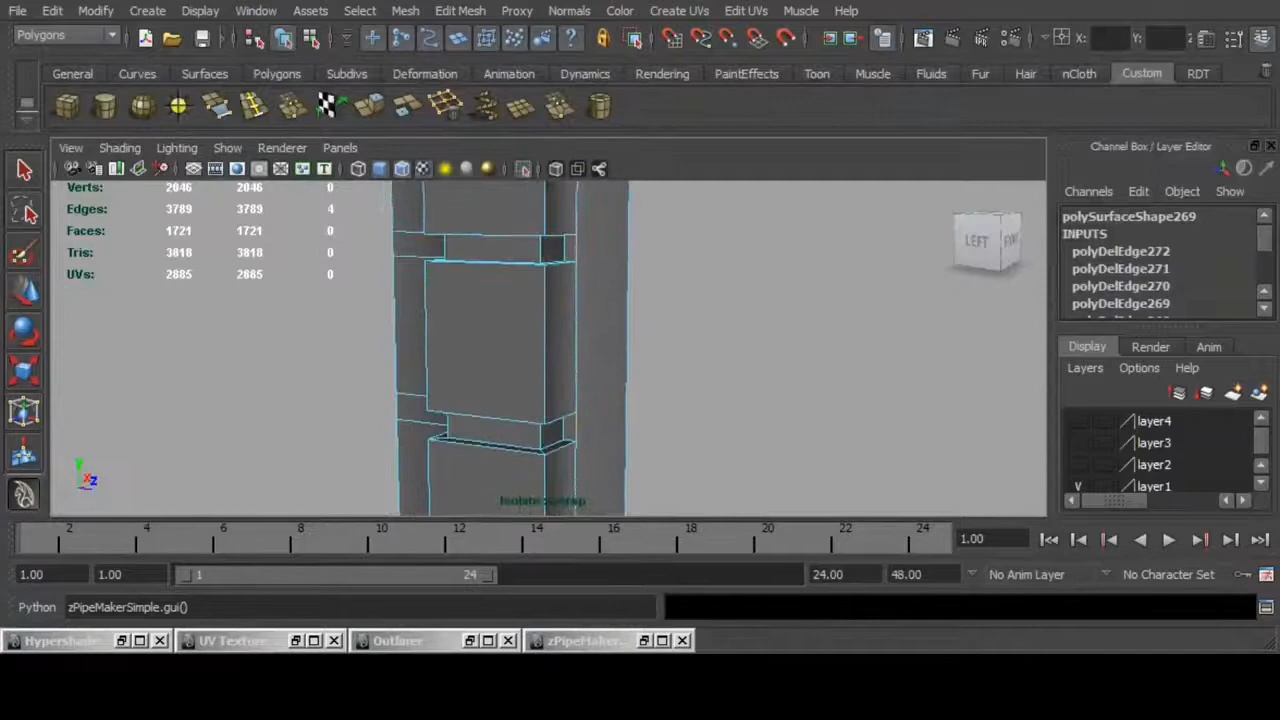 File Edit Modify Create Display Window Assets Select Mesh Edit Mesh Proxy Normals Color Create UVs Edit UVs Muscle Help
Polygons X: Y:
General Curves Surfaces Polygons Subdivs Deformation Animation Dynamics Rendering PaintEffects Toon Muscle Fluids Fur Hair nCloth Custom RDT
View Shading Lighting Show Renderer Panels
Channel Box / Layer Editor
Channels Edit Object Show
Verts: 2046 2046 0
Edges: 3789 3789 4
Faces: 1721 1721 0
Tris: 3818 3818 0
UVs: 2885 2885 0
LEFT
polySurfaceShape269
INPUTS
polyDelEdge272
polyDelEdge271
polyDelEdge270
polyDelEdge269
Display Render Anim
Layers Options Help
layer4
layer3
layer2
V layer1
2 4 6 8 10 12 14 16 18 20 22 24 1.00
1.00 1.00 1 24 24.00 48.00 No Anim Layer No Character Set
Python zPipeMakerSimple.gui()
Hypershade UV Texture Outliner zPipeMaker...